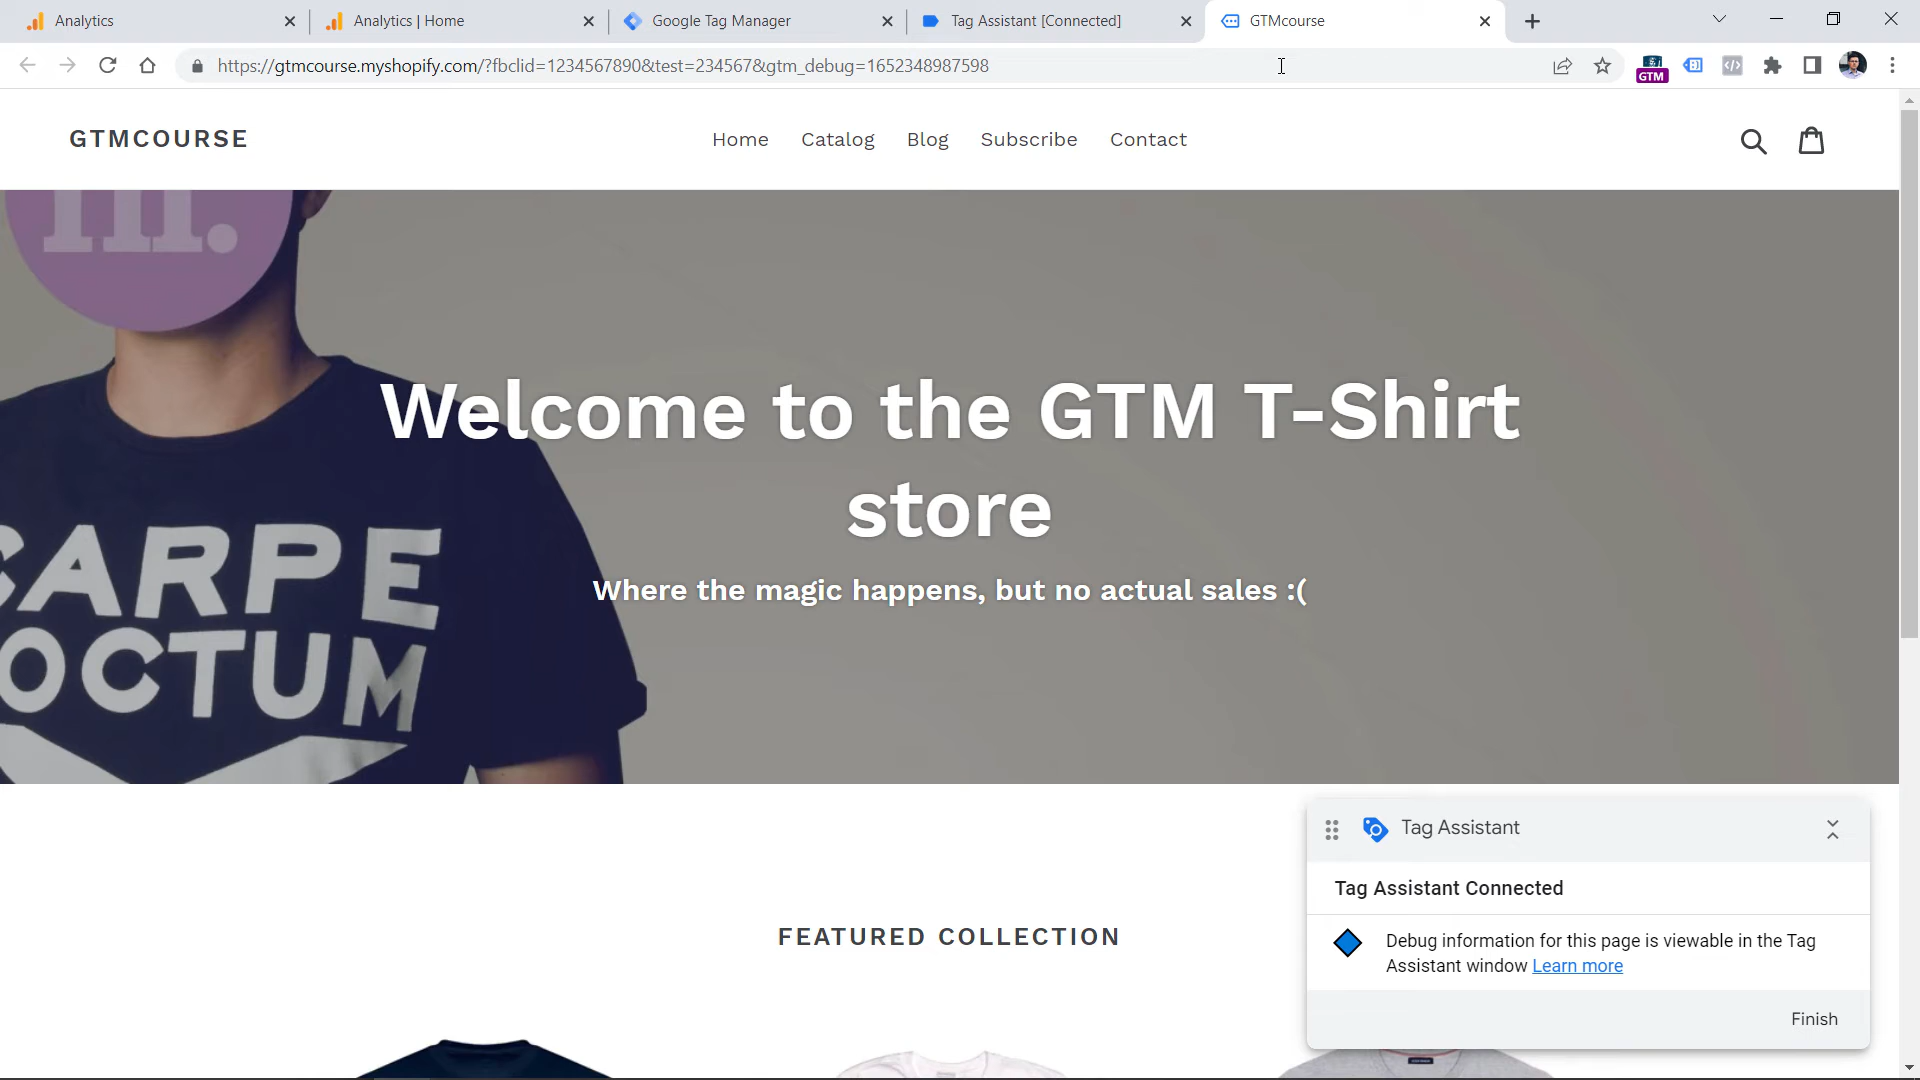 Analytics
Analytics | Home
Google Tag Manager
Tag Assistant [Connected]
GTMcourse
https://gtmcourse.myshopify.com/?fbclid=1234567890&test=234567&gtm_debug=1652348987598
GTM
GTMCOURSE
Home
Catalog
Blog
Subscribe
Contact
m.
Welcome to the GTM T-Shirt
store
Where the magic happens, but no actual sales :(
CARPE
NOCTUM
FEATURED COLLECTION
Tag Assistant
Tag Assistant Connected
Debug information for this page is viewable in the Tag
Assistant window Learn more
Finish